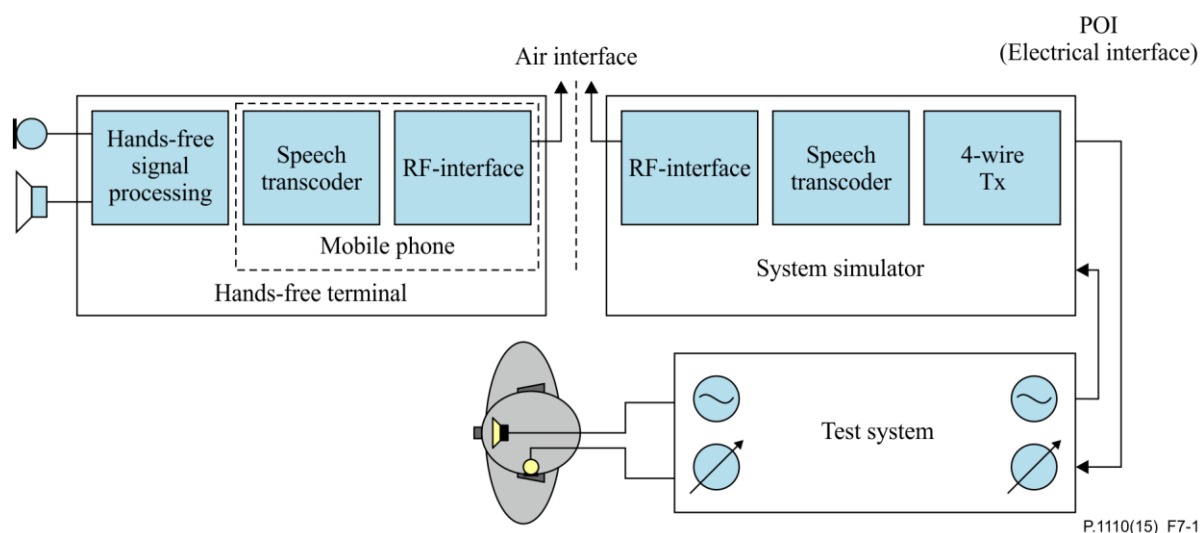 POI
(Electrical interface)
Air interface
Hands-free
signal
processing
Speech
transcoder
RF-interface
Mobile phone
Hands-free terminal
RF-interface
Speech
transcoder
4-wire
Tx
System simulator
Test system
P.1110(15)_F7-1